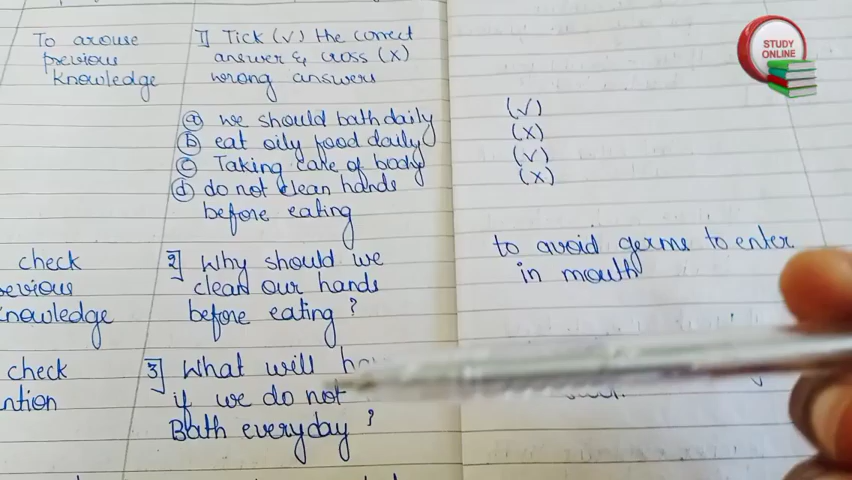 To arouse
previous
knowledge
1] Tick (√) the correct
answer & cross (X)
wrong answers
(a) we should bath daily (√)
(b) eat oily food daily (X)
(c) Taking care of body (√)
(d) do not clean hands (X)
before eating
check
evious
nowledge
2] Why should we
clean our hands
before eating ?
to avoid germs to enter
in mouth
check
ntion
3] What will
if we do not
Bath everyday ?
STUDY
ONLINE